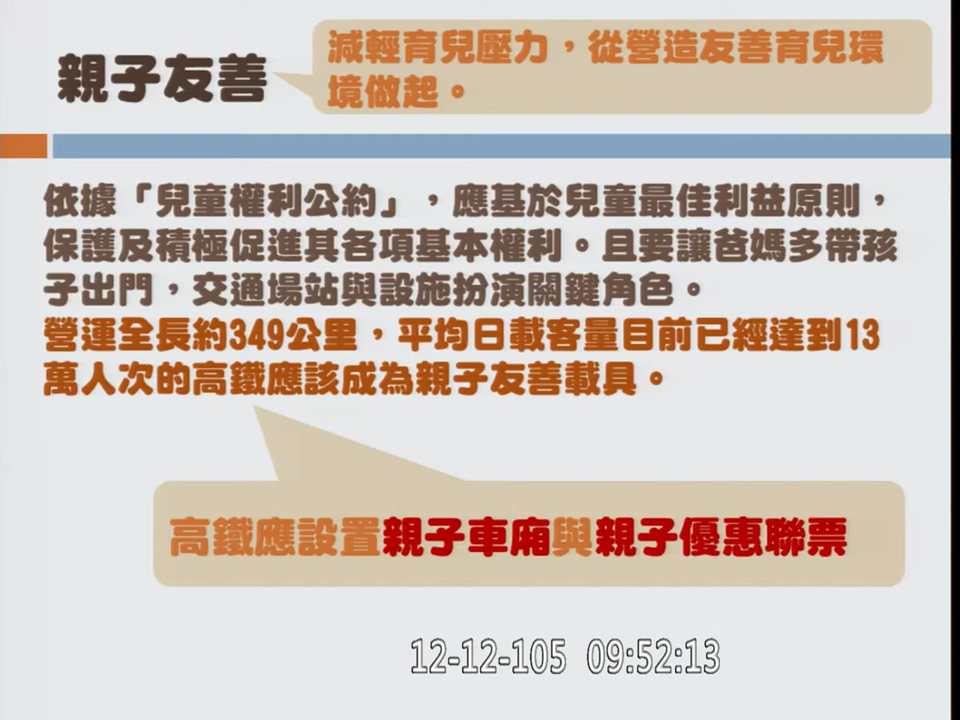 親子友善
減輕育兒壓力，從營造友善育兒環
境做起。
依據「兒童權利公約」，應基於兒童最佳利益原則，
保護及積極促進其各項基本權利。且要讓爸媽多帶孩
子出門，交通場站與設施扮演關鍵角色。
營運全長約349公里，平均日載客量目前已經達到13
萬人次的高鐵應該成為親子友善載具。
高鐵應設置親子車廂與親子優惠聯票
12-12-105 09:52:13